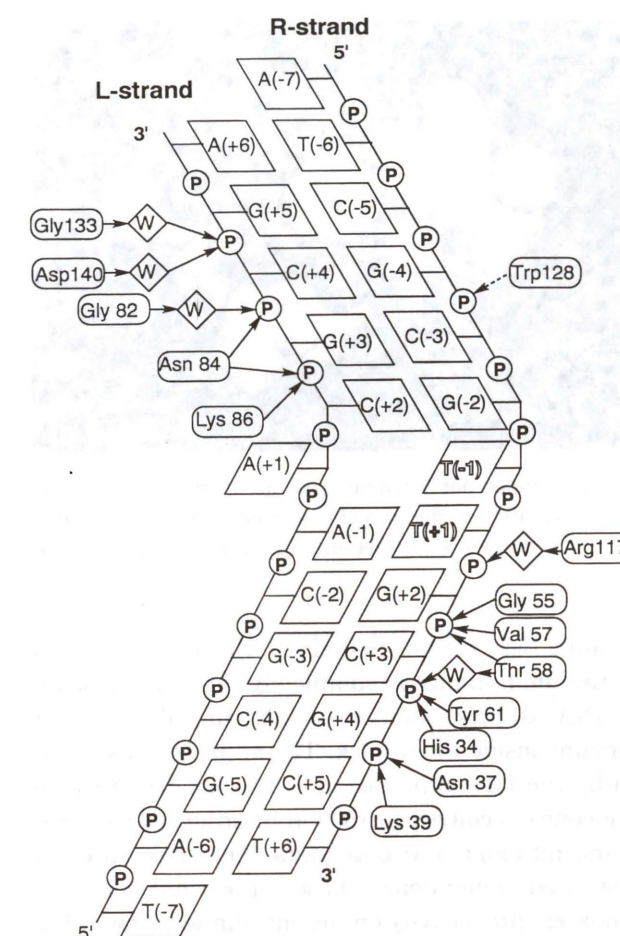 R-strand
5'
L-strand
A(-7)
P
3'
A(+6)
T(-6)
P
P
G(+5)
C(-5)
Gly133
W
P
P
Asp140
W
C(+4)
G(-4)
Trp128
Gly 82
W
P
P
G(+3)
C(-3)
Asn 84
P
P
Lys 86
C(+2)
G(-2)
P
P
A(+1)
T(-1)
P
P
A(-1)
T(+1)
W
Arg117
P
P
C(-2)
G(+2)
Gly 55
P
P
Val 57
G(-3)
C(+3)
W
Thr 58
P
P
Tyr 61
C(-4)
G(+4)
His 34
P
P
Asn 37
G(-5)
C(+5)
P
P
Lys 39
A(-6)
T(+6)
3'
P
T(-7)
5'